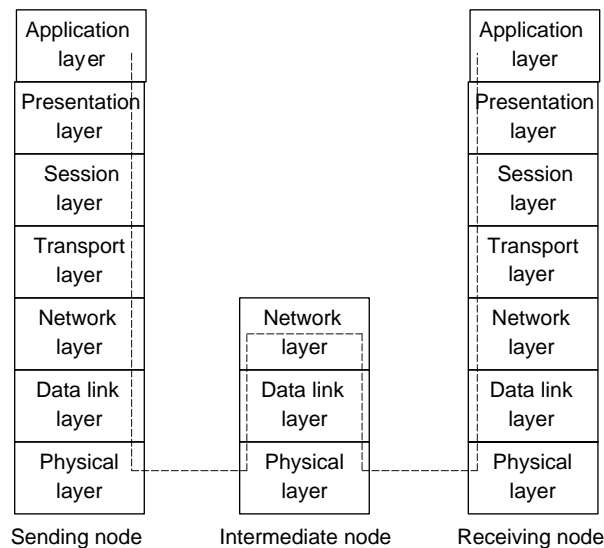 Application
layer
Presentation
layer
Session
layer
Transport
layer
Network
layer
Data link
layer
Physical
layer
Sending node
Network
layer
Data link
layer
Physical
layer
Intermediate node
Application
layer
Presentation
layer
Session
layer
Transport
layer
Network
layer
Data link
layer
Physical
layer
Receiving node